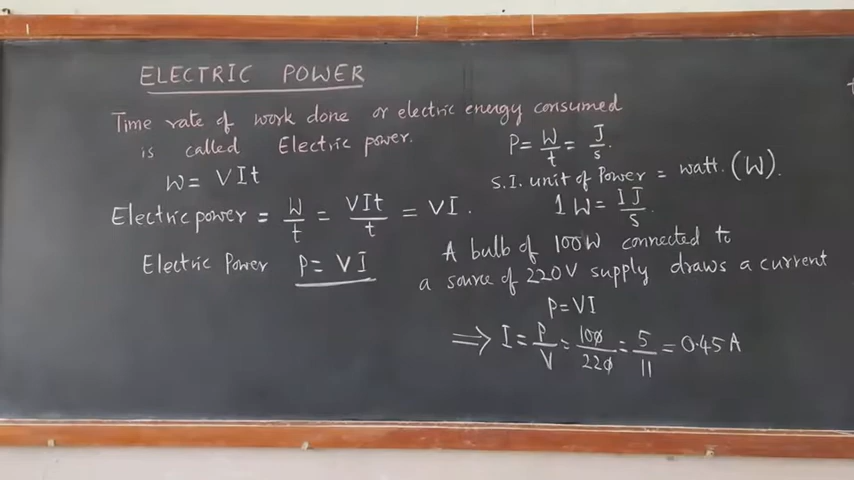 ELECTRIC POWER
Time rate of work done or electric energy consumed
is called Electric power.
W = VIt
Electric power = W/t = VIt/t = VI.
Electric Power P = VI
P = W/t = J/s.
S.I. unit of Power = watt. (W).
1 W = 1J/s.
A bulb of 100W connected to
a source of 220V supply draws a current
P = VI
⟹ I = P/V = 100/220 = 5/11 = 0.45 A